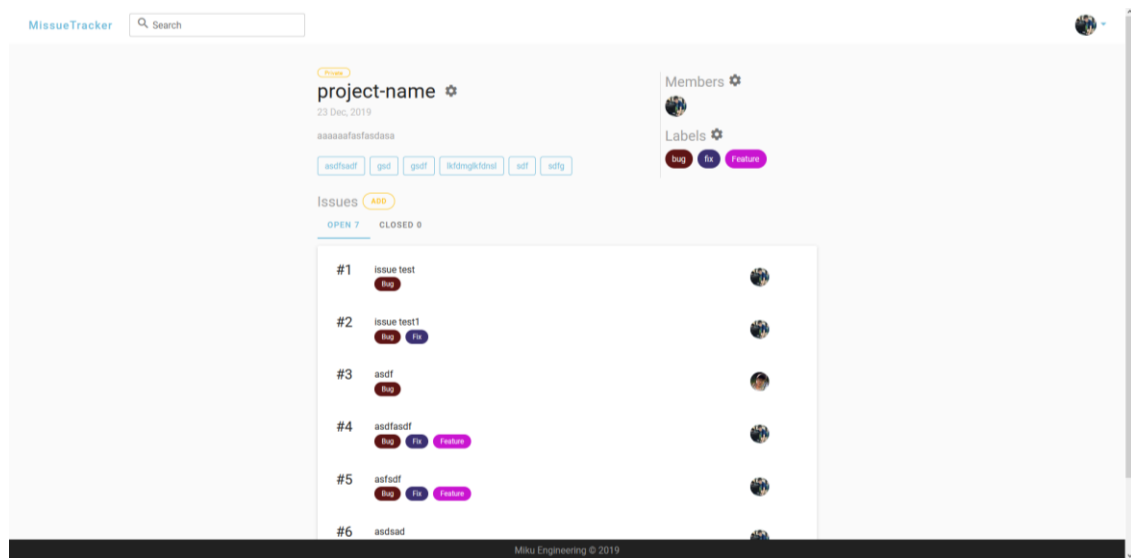 MissueTracker Search
Private
project-name
23 Dec, 2019
aaaaaafasfasdasa
asdfsadf gsd gsdf lkfdmglkfdnsl sdf sdfg
Members
Labels
bug fix Feature
Issues ADD
OPEN 7 CLOSED 0
#1 issue test
Bug
#2 issue test1
Bug Fix
#3 asdf
Bug
#4 asdfasdf
Bug Fix Feature
#5 asfsdf
Bug Fix Feature
#6 asdsad
Miku Engineering © 2019